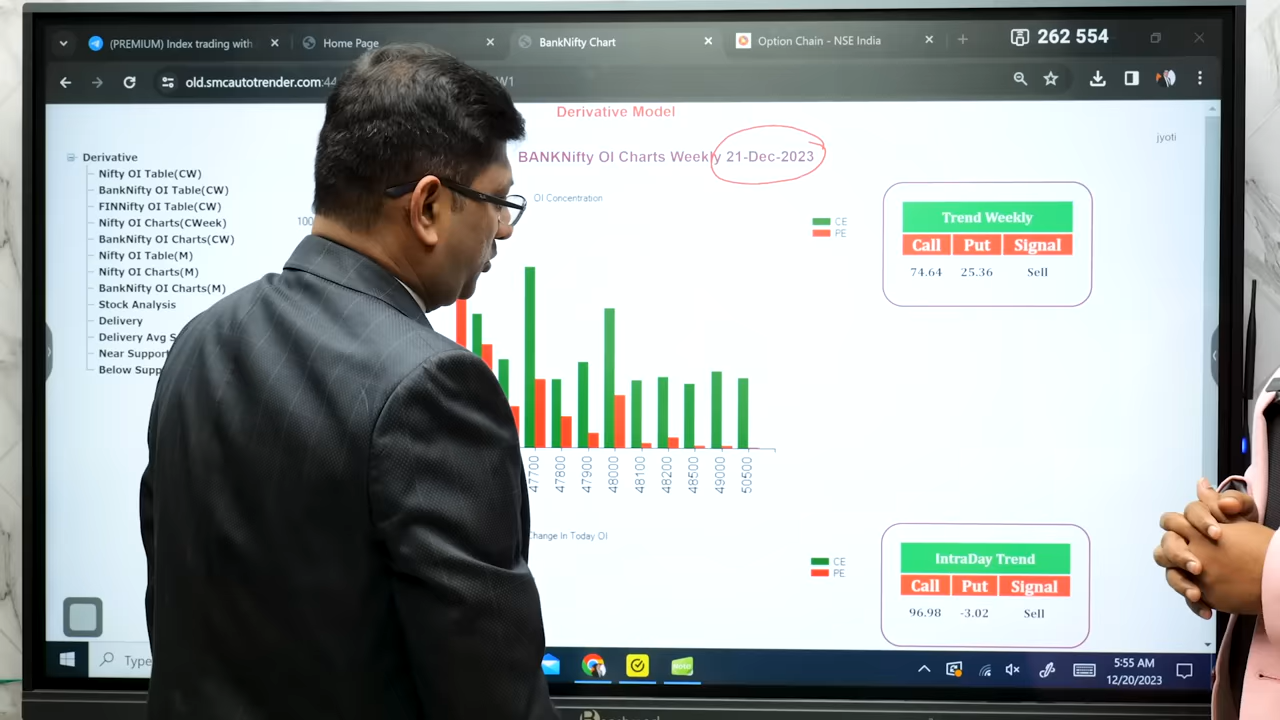 (PREMIUM) Index trading with
Home Page
BankNifty Chart
Option Chain - NSE India
262 554
old.smcautotrender.com:44
W1
Derivative Model
jyoti
BANKNifty OI Charts Weekly 21-Dec-2023
Derivative
Nifty OI Table(CW)
BankNifty OI Table(CW)
FINNifty OI Table(CW)
Nifty OI Charts(CWeek)
BankNifty OI Charts(CW)
Nifty OI Table(M)
Nifty OI Charts(M)
BankNifty OI Charts(M)
Stock Analysis
Delivery
Delivery Avg S
Near Support
Below Supp
OI Concentration
100
CE
PE
Trend Weekly
Call Put Signal
74.64 25.36 Sell
47700 47800 47900 48000 48100 48200 48500 49000 50500
Change In Today OI
CE
PE
IntraDay Trend
Call Put Signal
96.98 -3.02 Sell
Type
5:55 AM
12/20/2023